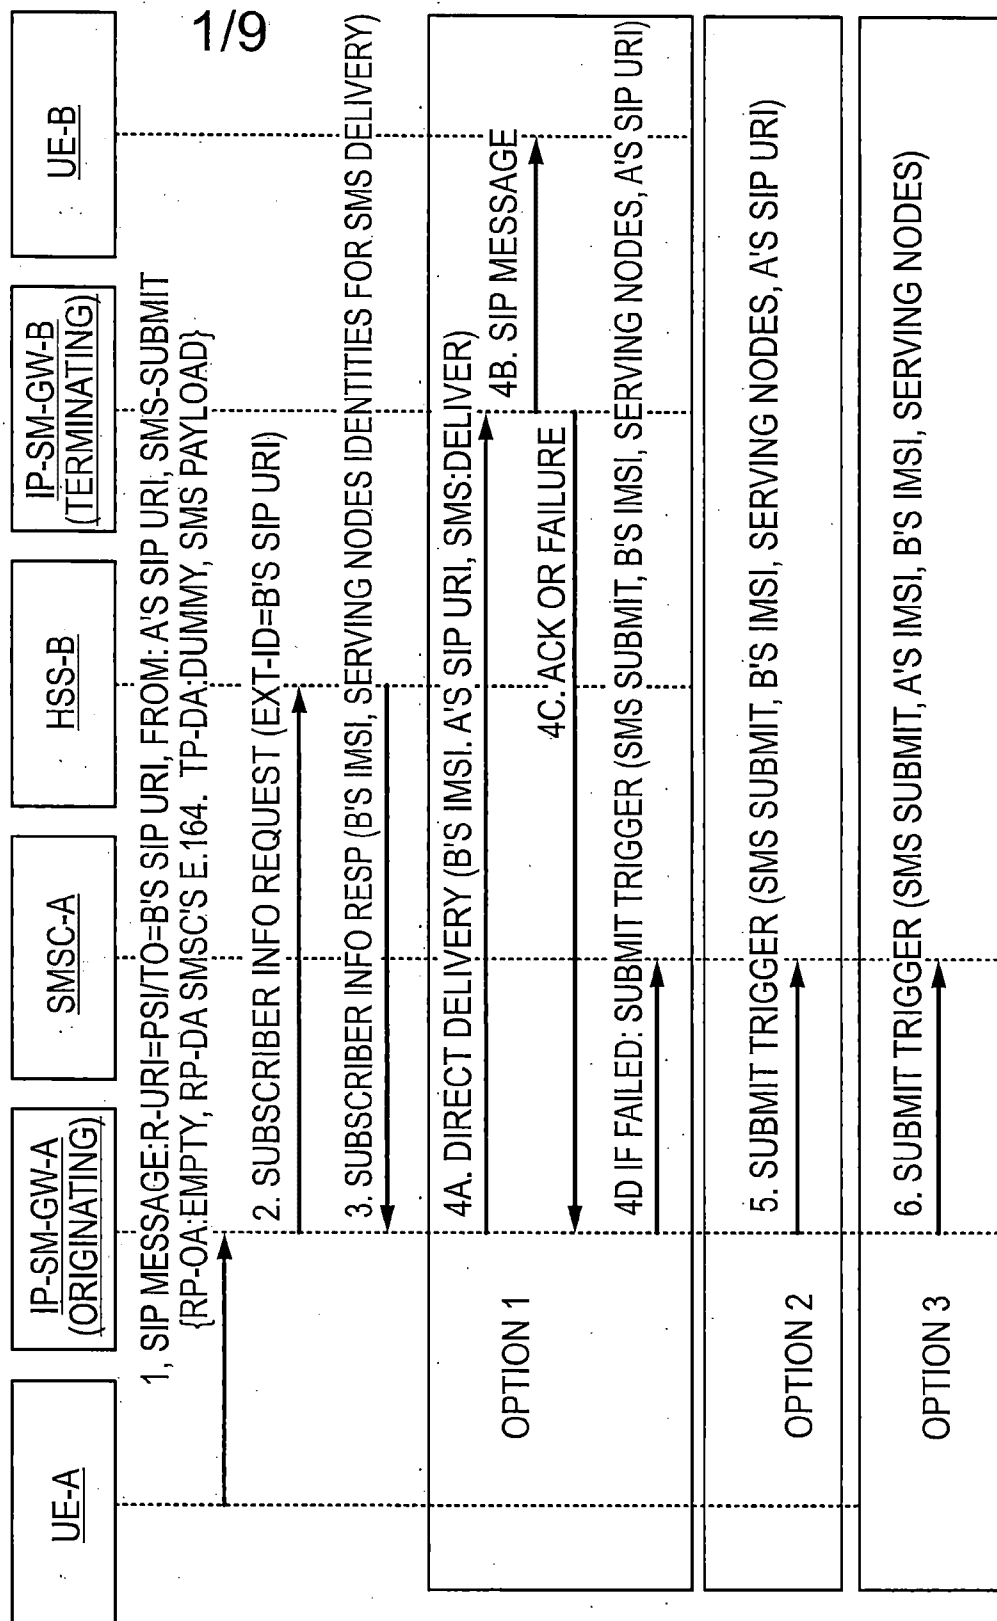 1/9
UE-A
IP-SM-GW-A
(ORIGINATING)
SMSC-A
HSS-B
IP-SM-GW-B
(TERMINATING)
UE-B
1, SIP MESSAGE:R-URI=PSI/TO=B'S SIP URI, FROM: A'S SIP URI, SMS-SUBMIT
{RP-OA:EMPTY, RP-DA SMSC'S E.164. TP-DA:DUMMY, SMS PAYLOAD}
2. SUBSCRIBER INFO REQUEST (EXT-ID=B'S SIP URI)
3. SUBSCRIBER INFO RESP (B'S IMSI, SERVING NODES IDENTITIES FOR SMS DELIVERY)
OPTION 1
4A. DIRECT DELIVERY (B'S IMSI. A'S SIP URI, SMS:DELIVER)
4B. SIP MESSAGE
4C. ACK OR FAILURE
4D IF FAILED: SUBMIT TRIGGER (SMS SUBMIT, B'S IMSI, SERVING NODES, A'S SIP URI)
OPTION 2
5. SUBMIT TRIGGER (SMS SUBMIT, B'S IMSI, SERVING NODES, A'S SIP URI)
OPTION 3
6. SUBMIT TRIGGER (SMS SUBMIT, A'S IMSI, B'S IMSI, SERVING NODES)